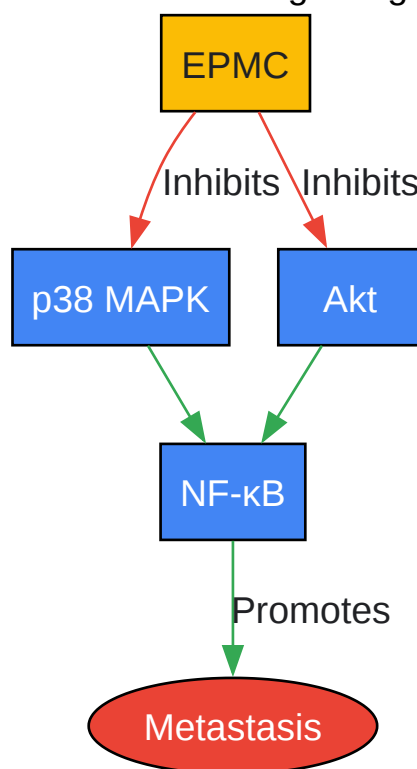 EPMC
Inhibits Inhibits
p38 MAPK Akt
NF-κB
Promotes
Metastasis